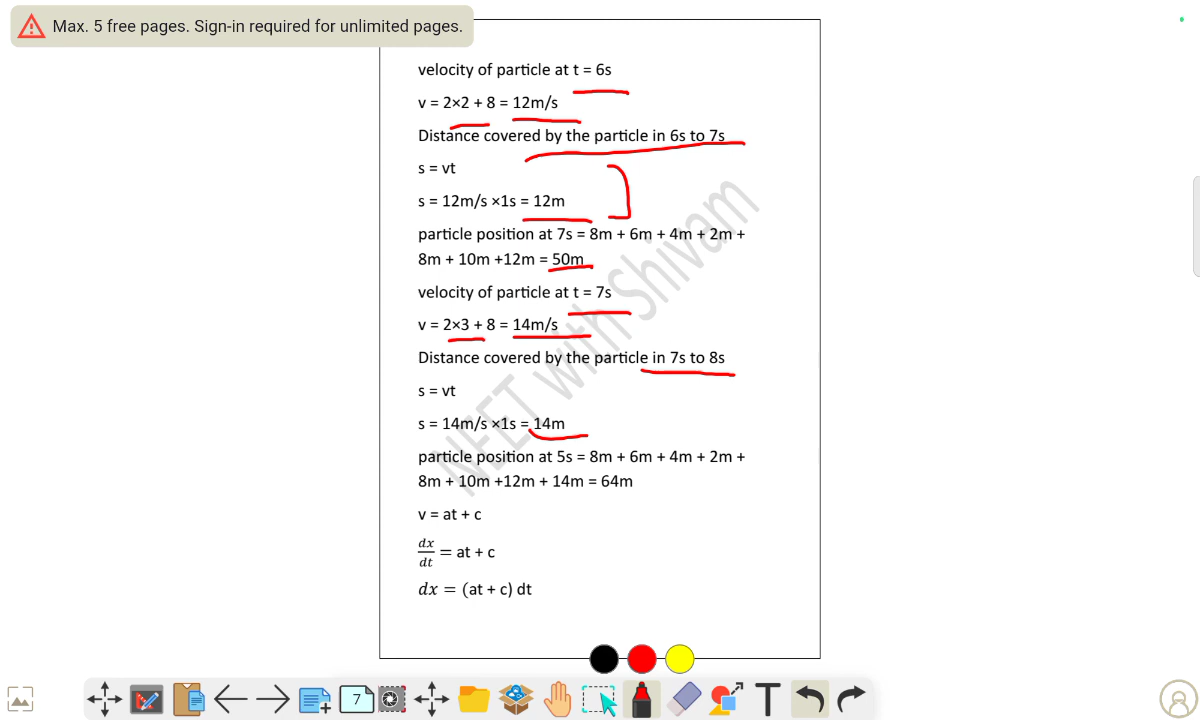 Max. 5 free pages. Sign-in required for unlimited pages.
velocity of particle at t = 6s
v = 2×2 + 8 = 12m/s
Distance covered by the particle in 6s to 7s
s = vt
s = 12m/s ×1s = 12m
particle position at 7s = 8m + 6m + 4m + 2m +
8m + 10m +12m = 50m
velocity of particle at t = 7s
v = 2×3 + 8 = 14m/s
Distance covered by the particle in 7s to 8s
s = vt
s = 14m/s ×1s = 14m
particle position at 5s = 8m + 6m + 4m + 2m +
8m + 10m +12m + 14m = 64m
v = at + c
dx/dt = at + c
dx = (at + c) dt
NEET with Shivam
7
T